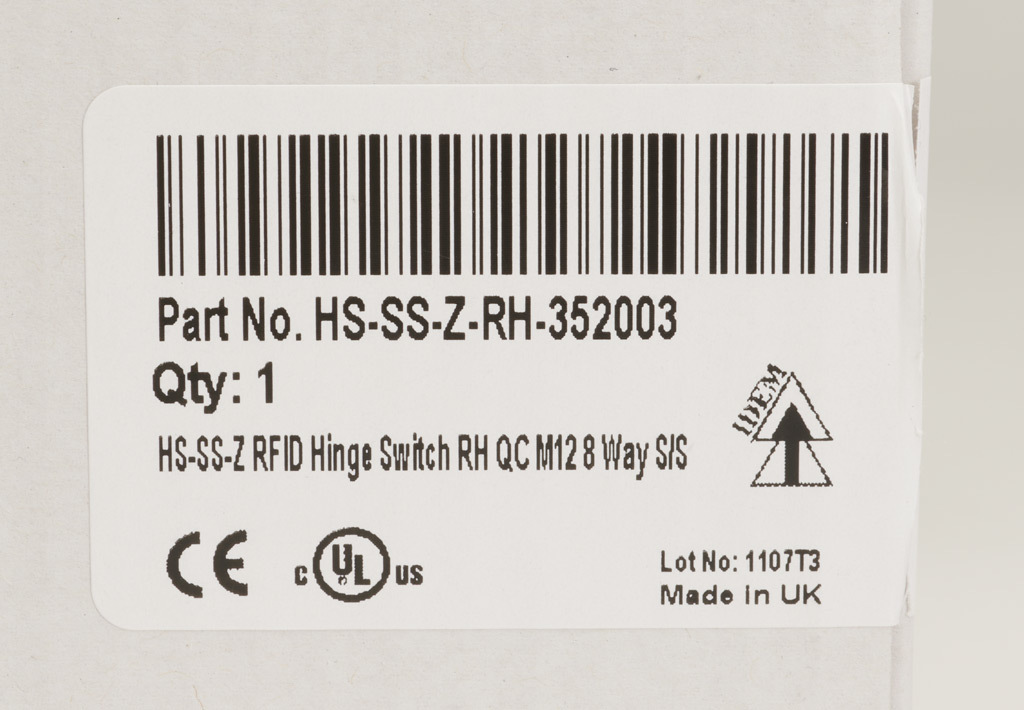 Part No. HS-SS-Z-RH-352003
Qty: 1
IDEM
HS-SS-Z RFID Hinge Switch RH QC M12 8 Way S/S
CE
c UL us
Lot No: 1107T3
Made in UK